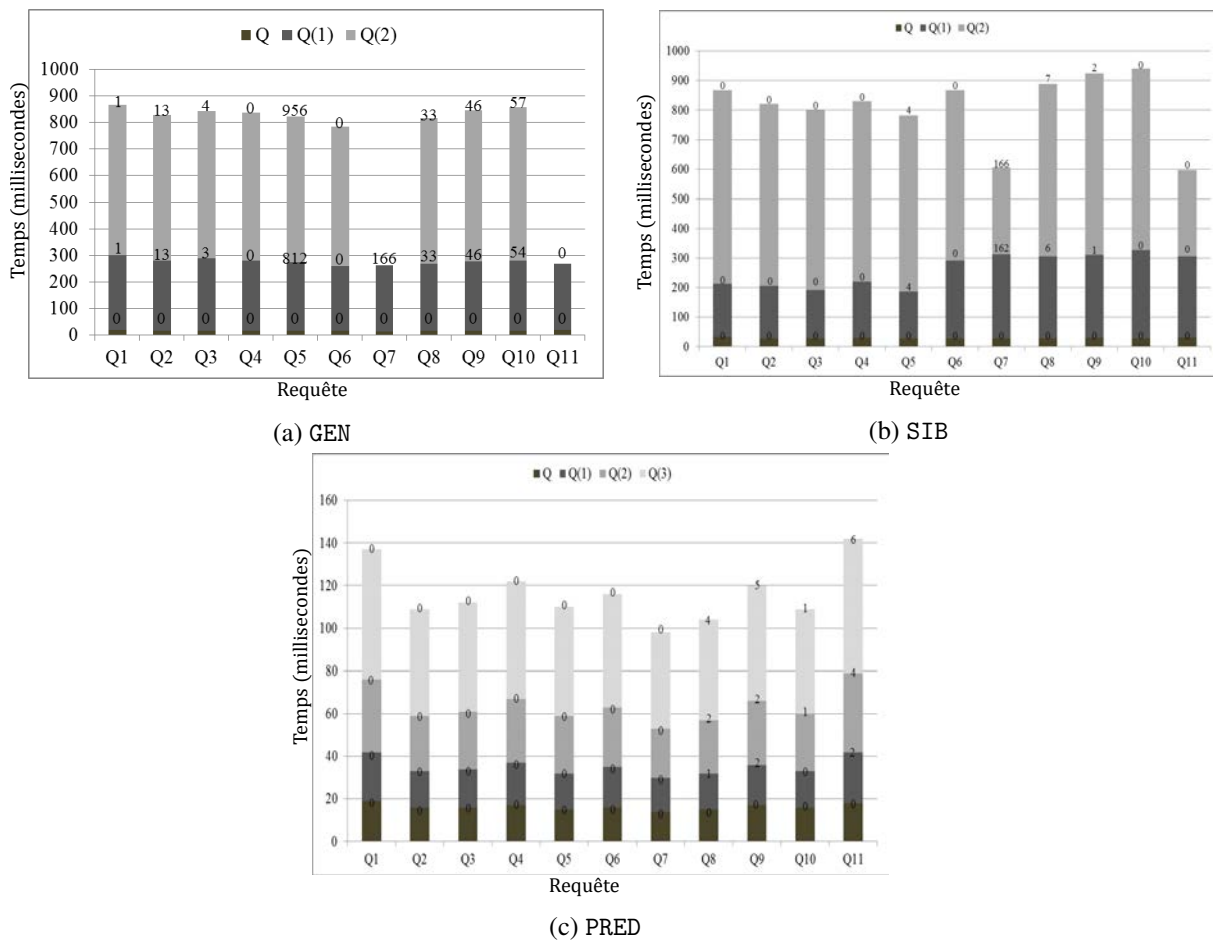 Q Q(1) Q(2)
1000
900
800
700
600
500
400
300
200
100
0
Temps (millisecondes)
1 13 4 0 956 0 33 46 57
1 13 3 0 812 0 166 33 46 54 0
0 0 0 0 0 0 0 0 0 0 0
Q1 Q2 Q3 Q4 Q5 Q6 Q7 Q8 Q9 Q10 Q11
Requête
(a) GEN
Q Q(1) Q(2)
1000
900
800
700
600
500
400
300
200
100
0
Temps (millisecondes)
0 0 0 0 4 0 166 7 2 0 0
0 0 0 0 4 0 162 6 1 0 0
0 0 0 0 0 0 0 0 0 0 0
Q1 Q2 Q3 Q4 Q5 Q6 Q7 Q8 Q9 Q10 Q11
Requête
(b) SIB
Q Q(1) Q(2) Q(3)
160
140
120
100
80
60
40
20
0
Temps (millisecondes)
0 0 0 0 0 0 0 4 5 1 6
0 0 0 0 0 0 0 2 2 1 4
0 0 0 0 0 0 0 1 2 0 2
0 0 0 0 0 0 0 0 0 0 0
Q1 Q2 Q3 Q4 Q5 Q6 Q7 Q8 Q9 Q10 Q11
Requête
(c) PRED